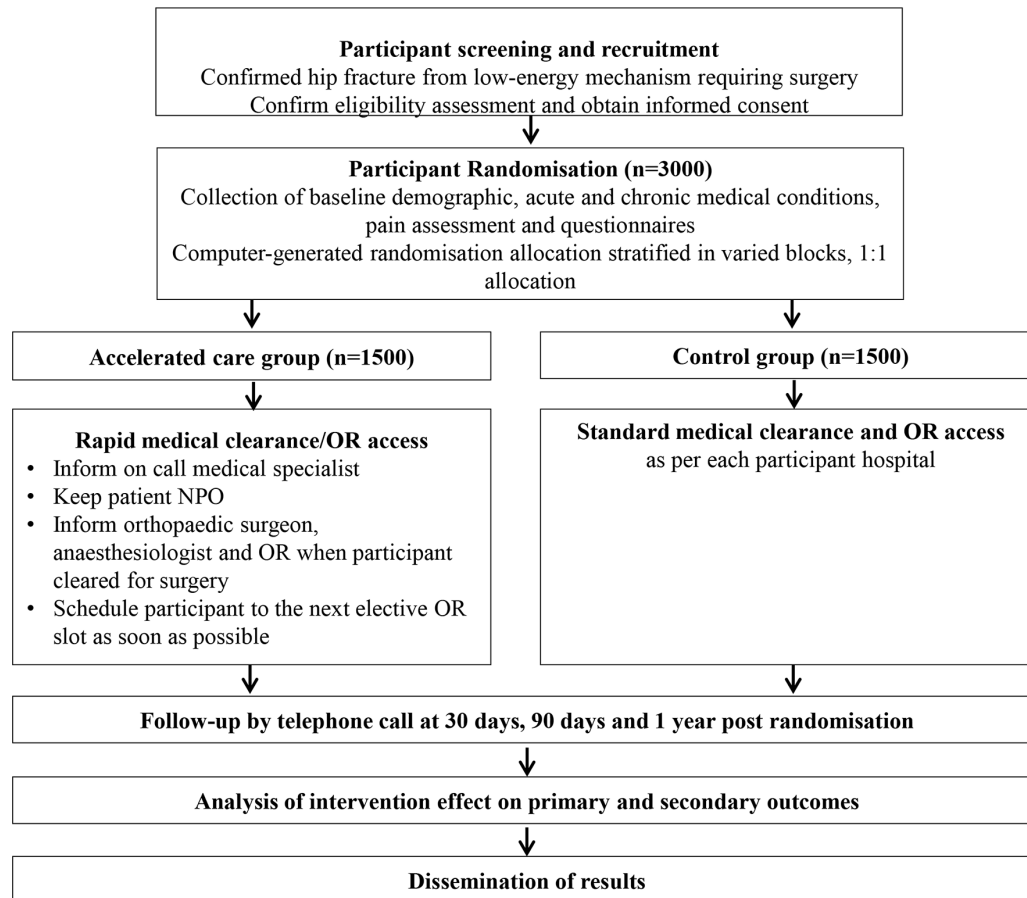 Participant screening and recruitment
Confirmed hip fracture from low-energy mechanism requiring surgery
Confirm eligibility assessment and obtain informed consent
Participant Randomisation (n=3000)
Collection of baseline demographic, acute and chronic medical conditions,
pain assessment and questionnaires
Computer-generated randomisation allocation stratified in varied blocks, 1:1
allocation
Accelerated care group (n=1500)
Control group (n=1500)
Rapid medical clearance/OR access
• Inform on call medical specialist
• Keep patient NPO
• Inform orthopaedic surgeon,
anaesthesiologist and OR when participant
cleared for surgery
• Schedule participant to the next elective OR
slot as soon as possible
Standard medical clearance and OR access
as per each participant hospital
Follow-up by telephone call at 30 days, 90 days and 1 year post randomisation
Analysis of intervention effect on primary and secondary outcomes
Dissemination of results